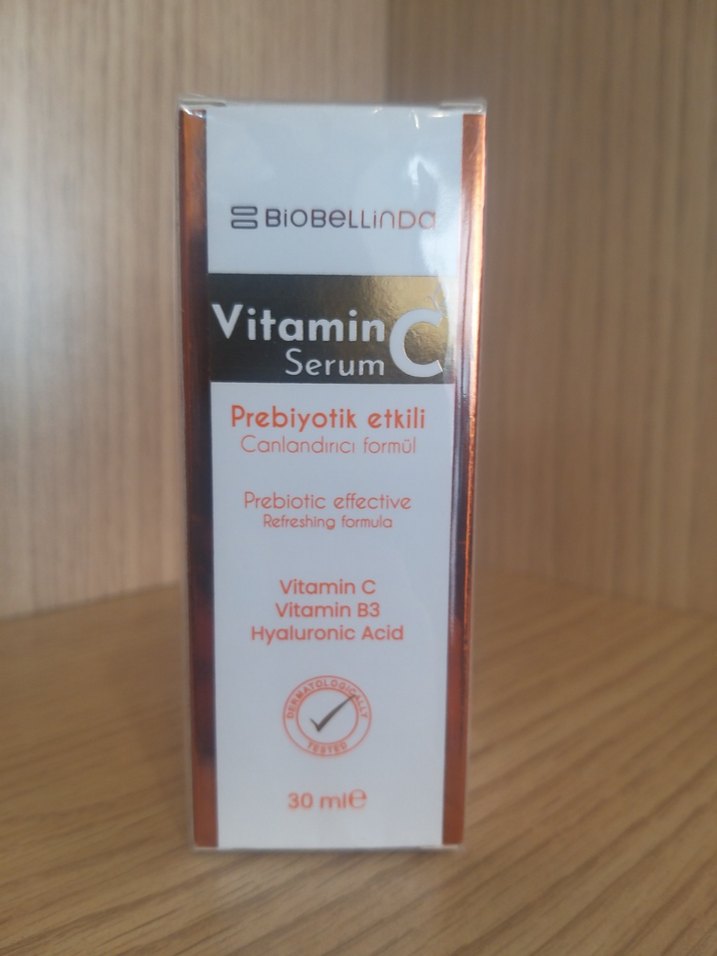 BIOBELLINDA
Vitamin C
Serum
Prebiyotik etkili
Canlandırıcı formül
Prebiotic effective
Refreshing formula
Vitamin C
Vitamin B3
Hyaluronic Acid
DERMATOLOGICALLY
TESTED
30 ml℮